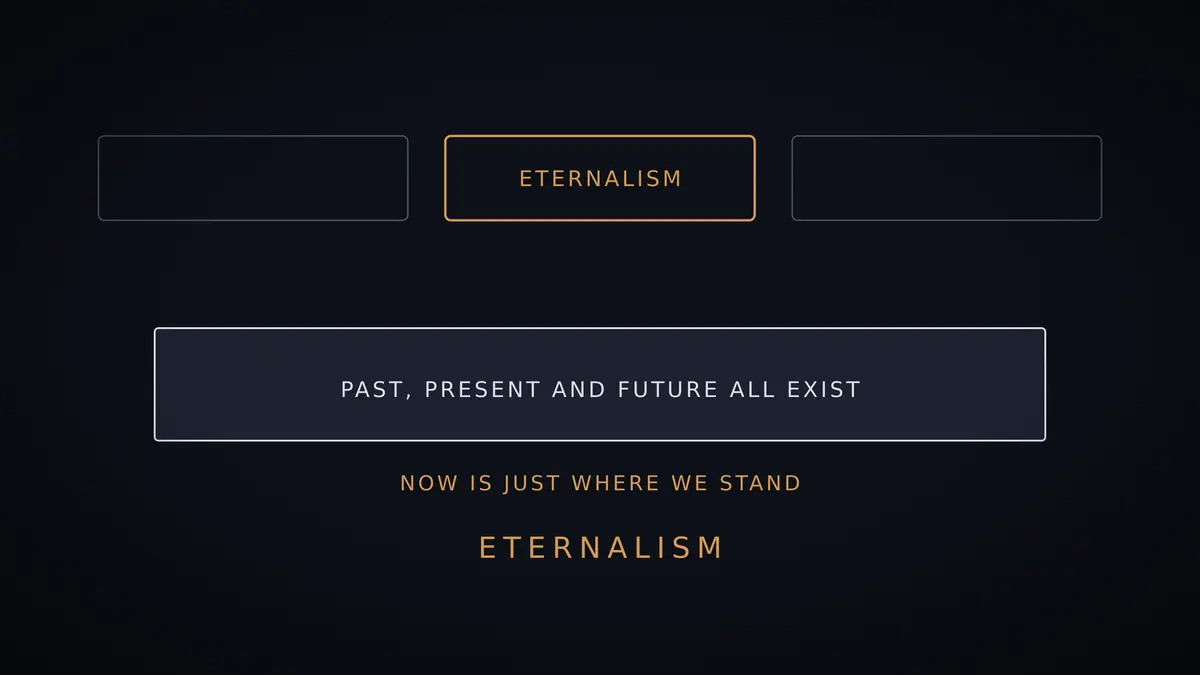 ETERNALISM
PAST, PRESENT AND FUTURE ALL EXIST
NOW IS JUST WHERE WE STAND
ETERNALISM